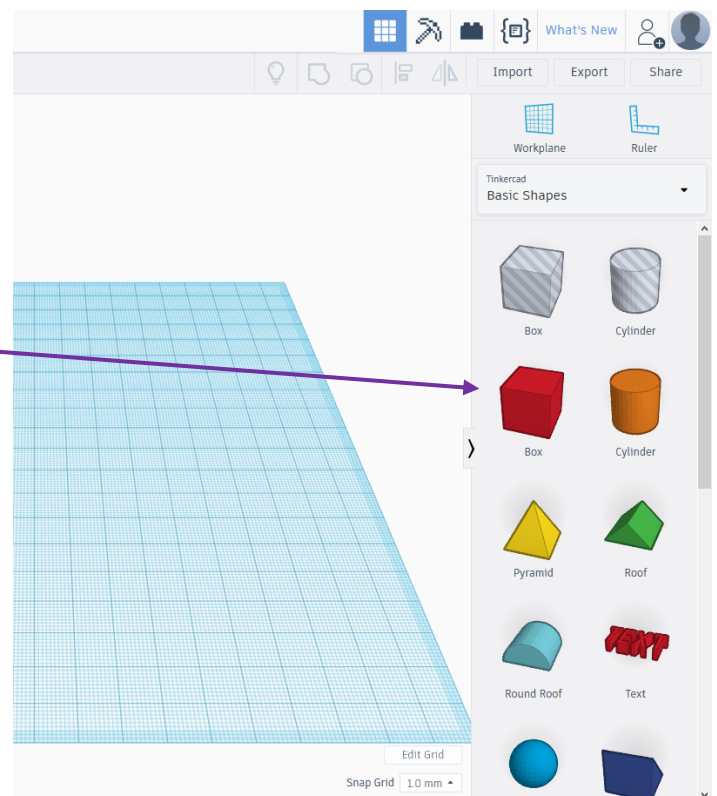 What's New
Import Export Share
Workplane Ruler
Tinkercad
Basic Shapes
Box Cylinder
Box Cylinder
Pyramid Roof
TEXT
Round Roof Text
Edit Grid
Snap Grid 1.0 mm